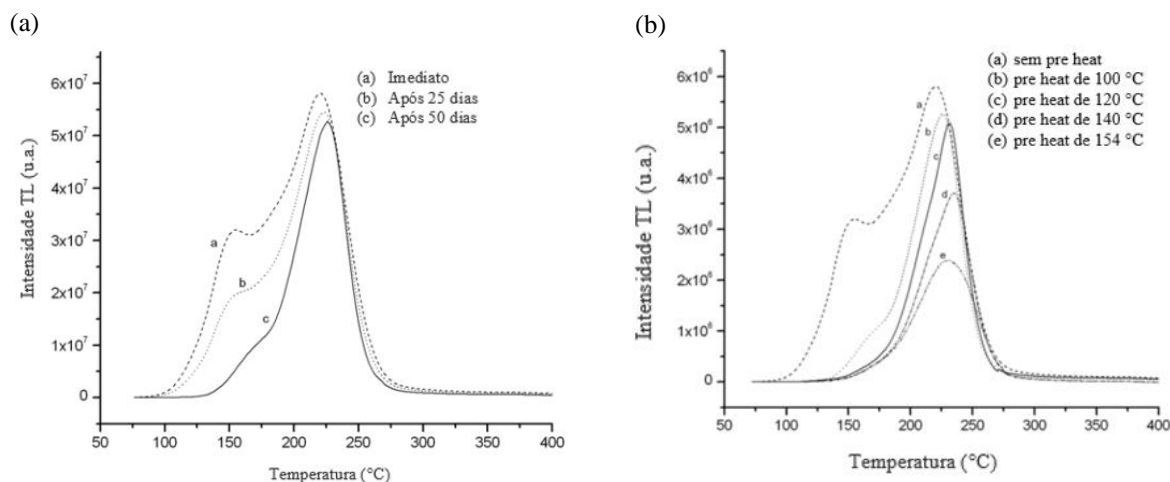 (a)
6x10⁷
5x10⁷
4x10⁷
3x10⁷
2x10⁷
1x10⁷
0
Intensidade TL (u.a.)
(a) Imediato
(b) Após 25 dias
(c) Após 50 dias
a
b
c
50 100 150 200 250 300 350 400
Temperatura (°C)
(b)
6x10⁶
5x10⁶
4x10⁶
3x10⁶
2x10⁶
1x10⁶
0
Intensidade TL (u.a.)
(a) sem pre heat
(b) pre heat de 100 °C
(c) pre heat de 120 °C
(d) pre heat de 140 °C
(e) pre heat de 154 °C
a
b
c
d
e
50 100 150 200 250 300 350 400
Temperatura (°C)